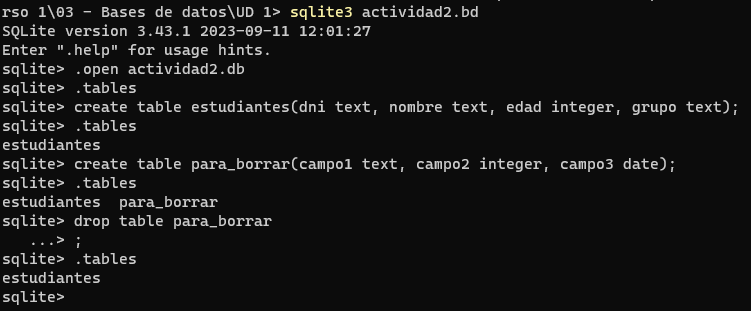 rso 1\03 - Bases de datos\UD 1> sqlite3 actividad2.bd
SQLite version 3.43.1 2023-09-11 12:01:27
Enter ".help" for usage hints.
sqlite> .open actividad2.db
sqlite> .tables
sqlite> create table estudiantes(dni text, nombre text, edad integer, grupo text);
sqlite> .tables
estudiantes
sqlite> create table para_borrar(campo1 text, campo2 integer, campo3 date);
sqlite> .tables
estudiantes  para_borrar
sqlite> drop table para_borrar
   ...> ;
sqlite> .tables
estudiantes
sqlite>